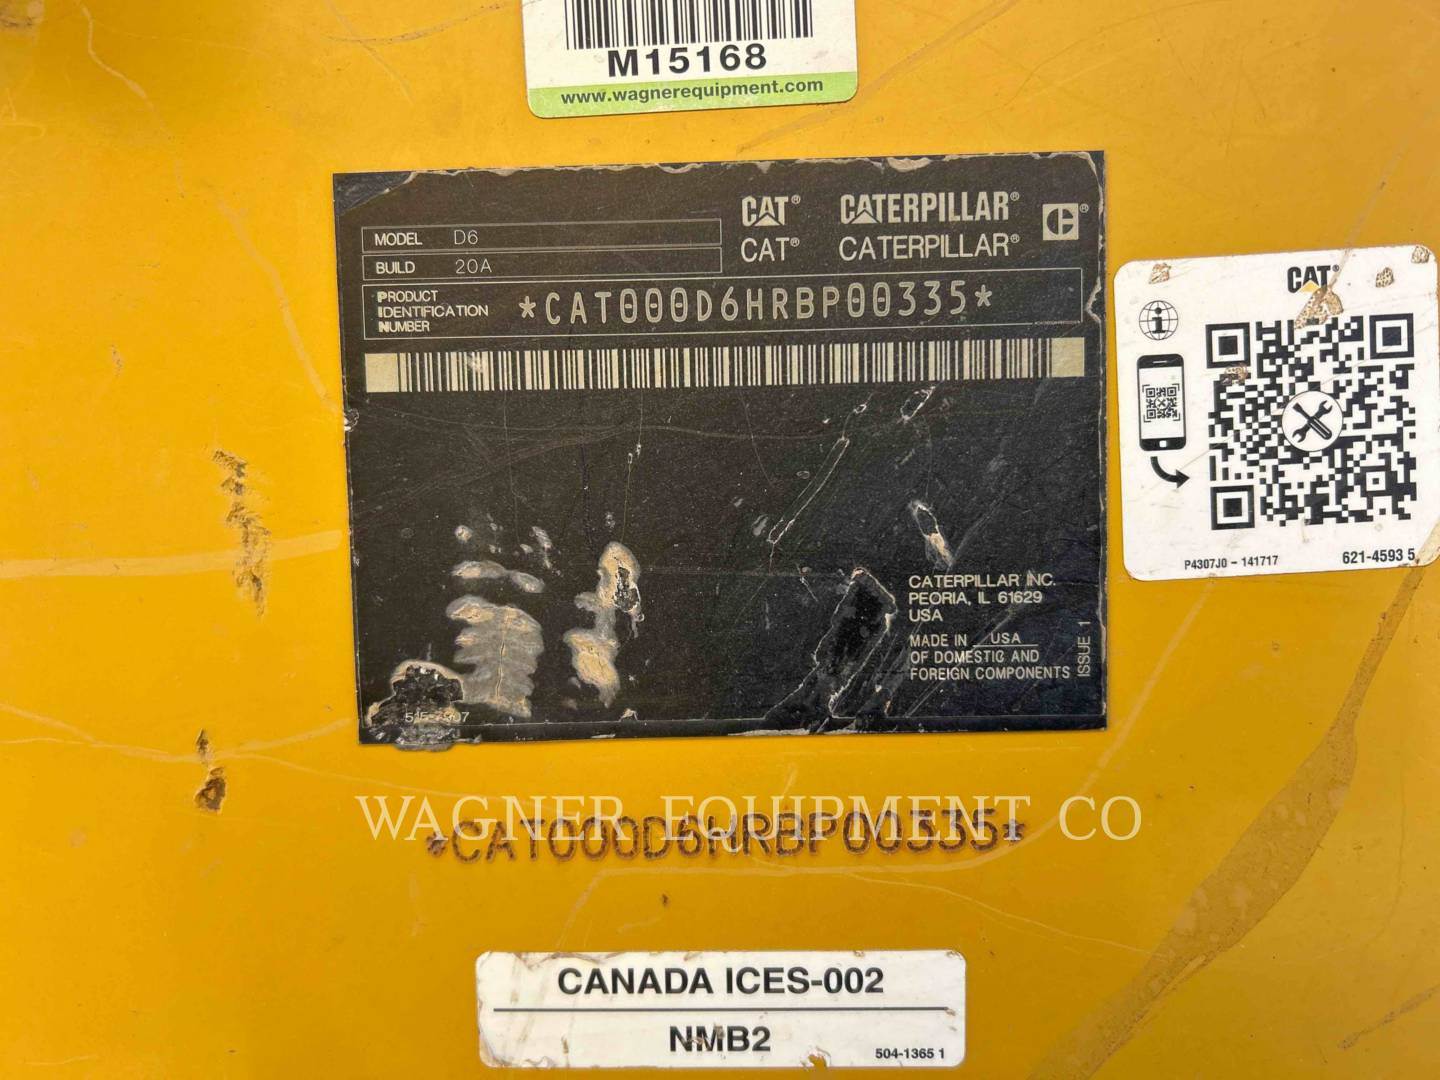 M15168
www.wagnerequipment.com
MODEL D6
BUILD 20A
CAT® CATERPILLAR®
CAT® CATERPILLAR®
PRODUCT
IDENTIFICATION
NUMBER
*CAT000D6HRBP00335*
CATERPILLAR INC.
PEORIA, IL 61629
USA
MADE IN USA
OF DOMESTIC AND
FOREIGN COMPONENTS
ISSUE 1
CAT®
P4307J0 - 141717
621-4593 5
WAGNER EQUIPMENT CO
*CAT000D6HRBP00335*
CANADA ICES-002
NMB2
504-1365 1